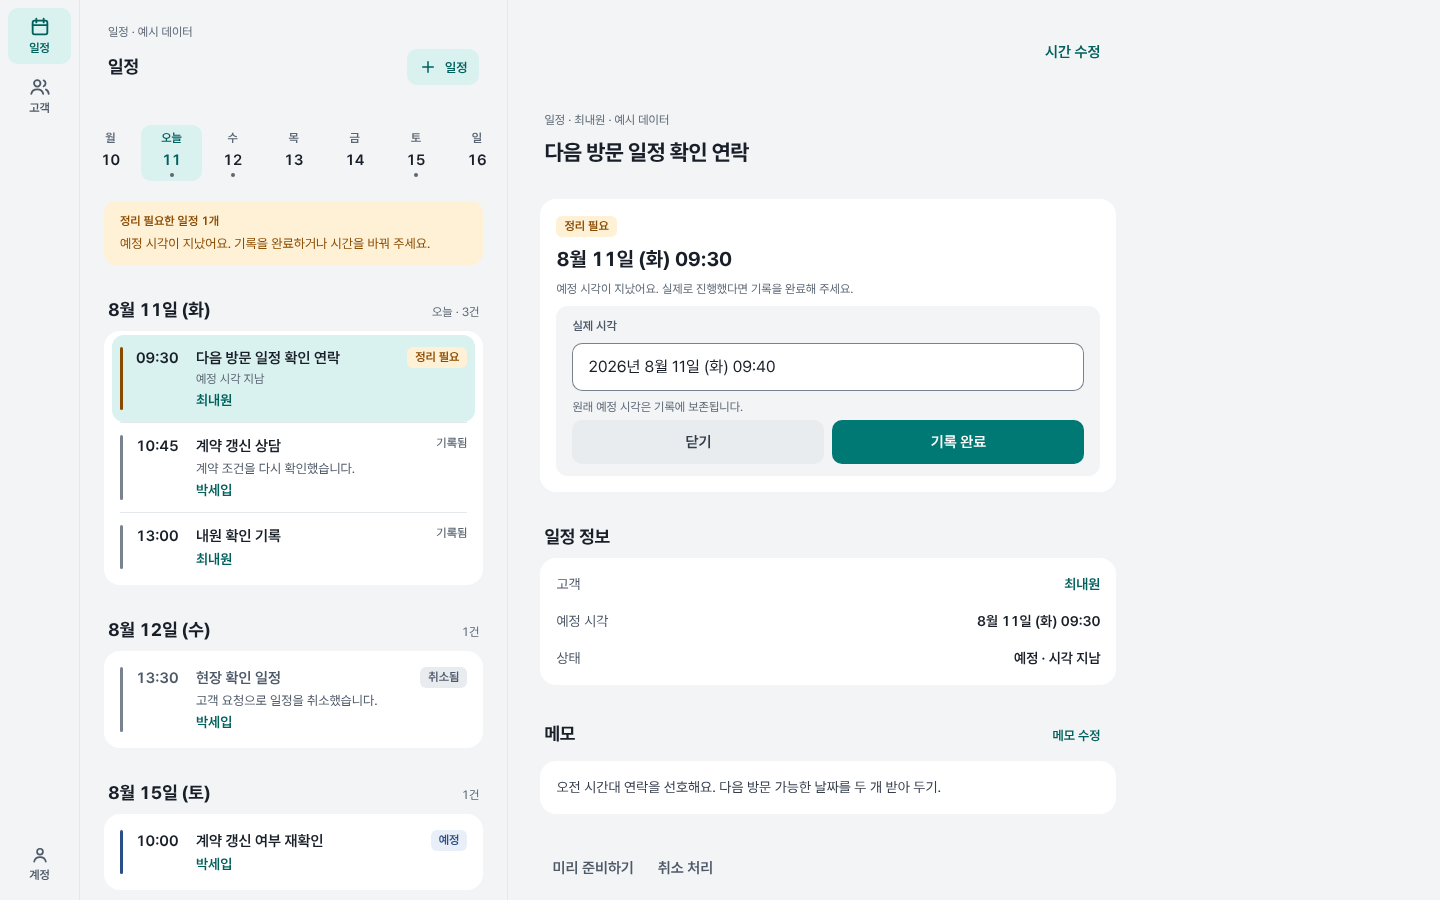 일정
고객
계정
일정 · 예시 데이터
일정
일정
월 오늘 수 목 금 토 일
10 11 12 13 14 15 16
정리 필요한 일정 1개
예정 시각이 지났어요. 기록을 완료하거나 시간을 바꿔 주세요.
8월 11일 (화) 오늘 · 3건
09:30 다음 방문 일정 확인 연락 정리 필요
예정 시각 지남
최내원
10:45 계약 갱신 상담 기록됨
계약 조건을 다시 확인했습니다.
박세입
13:00 내원 확인 기록 기록됨
최내원
8월 12일 (수) 1건
13:30 현장 확인 일정 취소됨
고객 요청으로 일정을 취소했습니다.
박세입
8월 15일 (토) 1건
10:00 계약 갱신 여부 재확인 예정
박세입
시간 수정
일정 · 최내원 · 예시 데이터
다음 방문 일정 확인 연락
정리 필요
8월 11일 (화) 09:30
예정 시각이 지났어요. 실제로 진행했다면 기록을 완료해 주세요.
실제 시각
2026년 8월 11일 (화) 09:40
원래 예정 시각은 기록에 보존됩니다.
닫기 기록 완료
일정 정보
고객 최내원
예정 시각 8월 11일 (화) 09:30
상태 예정 · 시각 지남
메모 메모 수정
오전 시간대 연락을 선호해요. 다음 방문 가능한 날짜를 두 개 받아 두기.
미리 준비하기 취소 처리